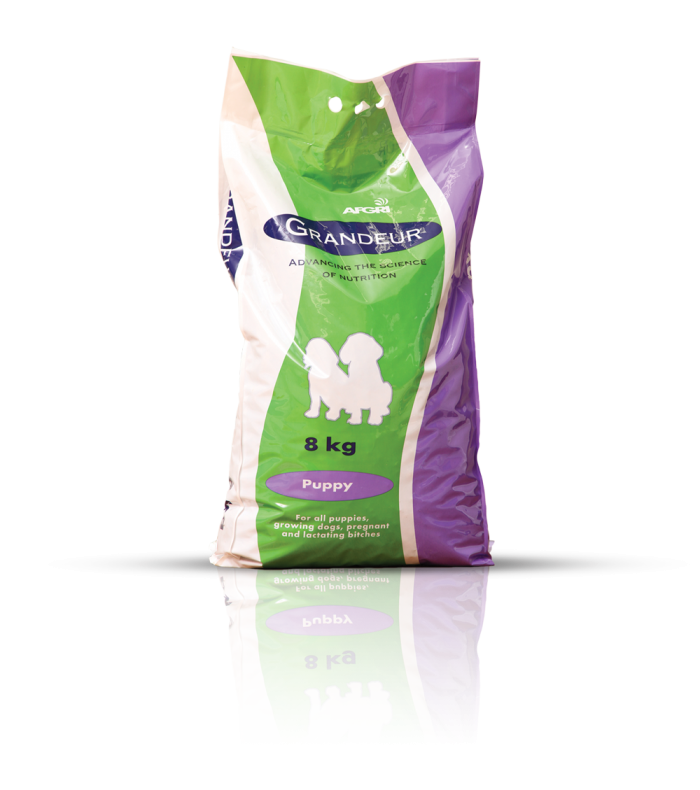 AFGRI
GRANDEUR
ADVANCING THE SCIENCE
OF NUTRITION
8 kg
Puppy
For all puppies,
growing dogs, pregnant
and lactating bitches